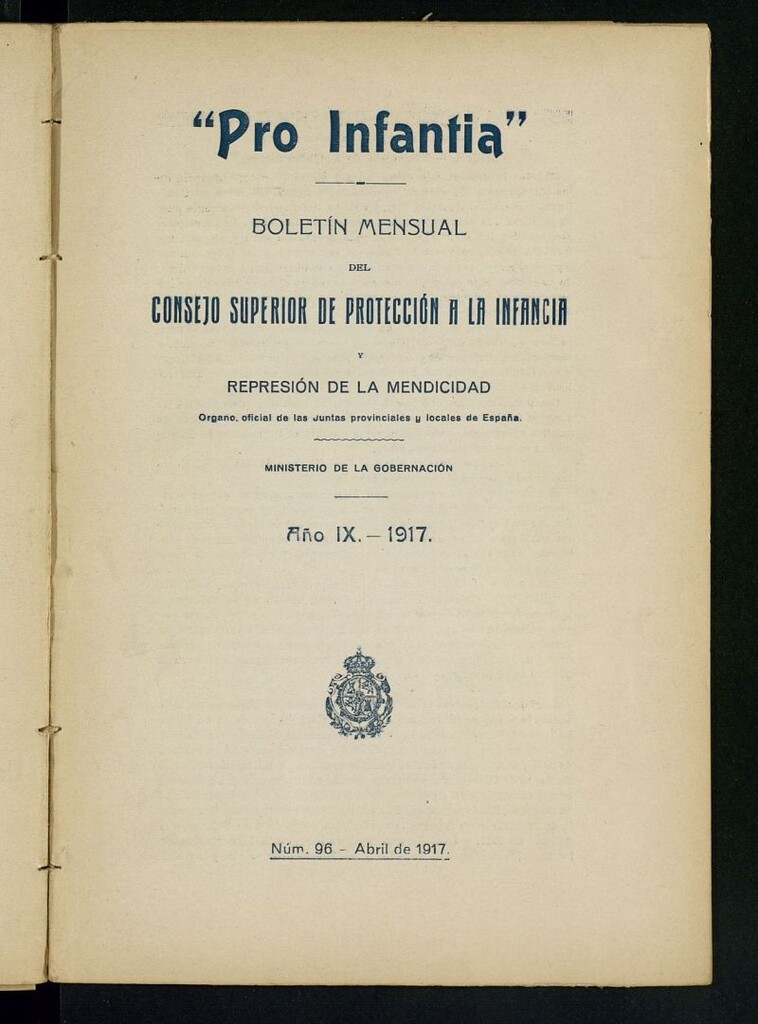 “Pro Infantia”
BOLETÍN MENSUAL
DEL
CONSEJO SUPERIOR DE PROTECCIÓN A LA INFANCIA
Y
REPRESIÓN DE LA MENDICIDAD
Organo, oficial de las Juntas provinciales y locales de España.
MINISTERIO DE LA GOBERNACIÓN
Año IX. — 1917.
Núm. 96 - Abril de 1917.